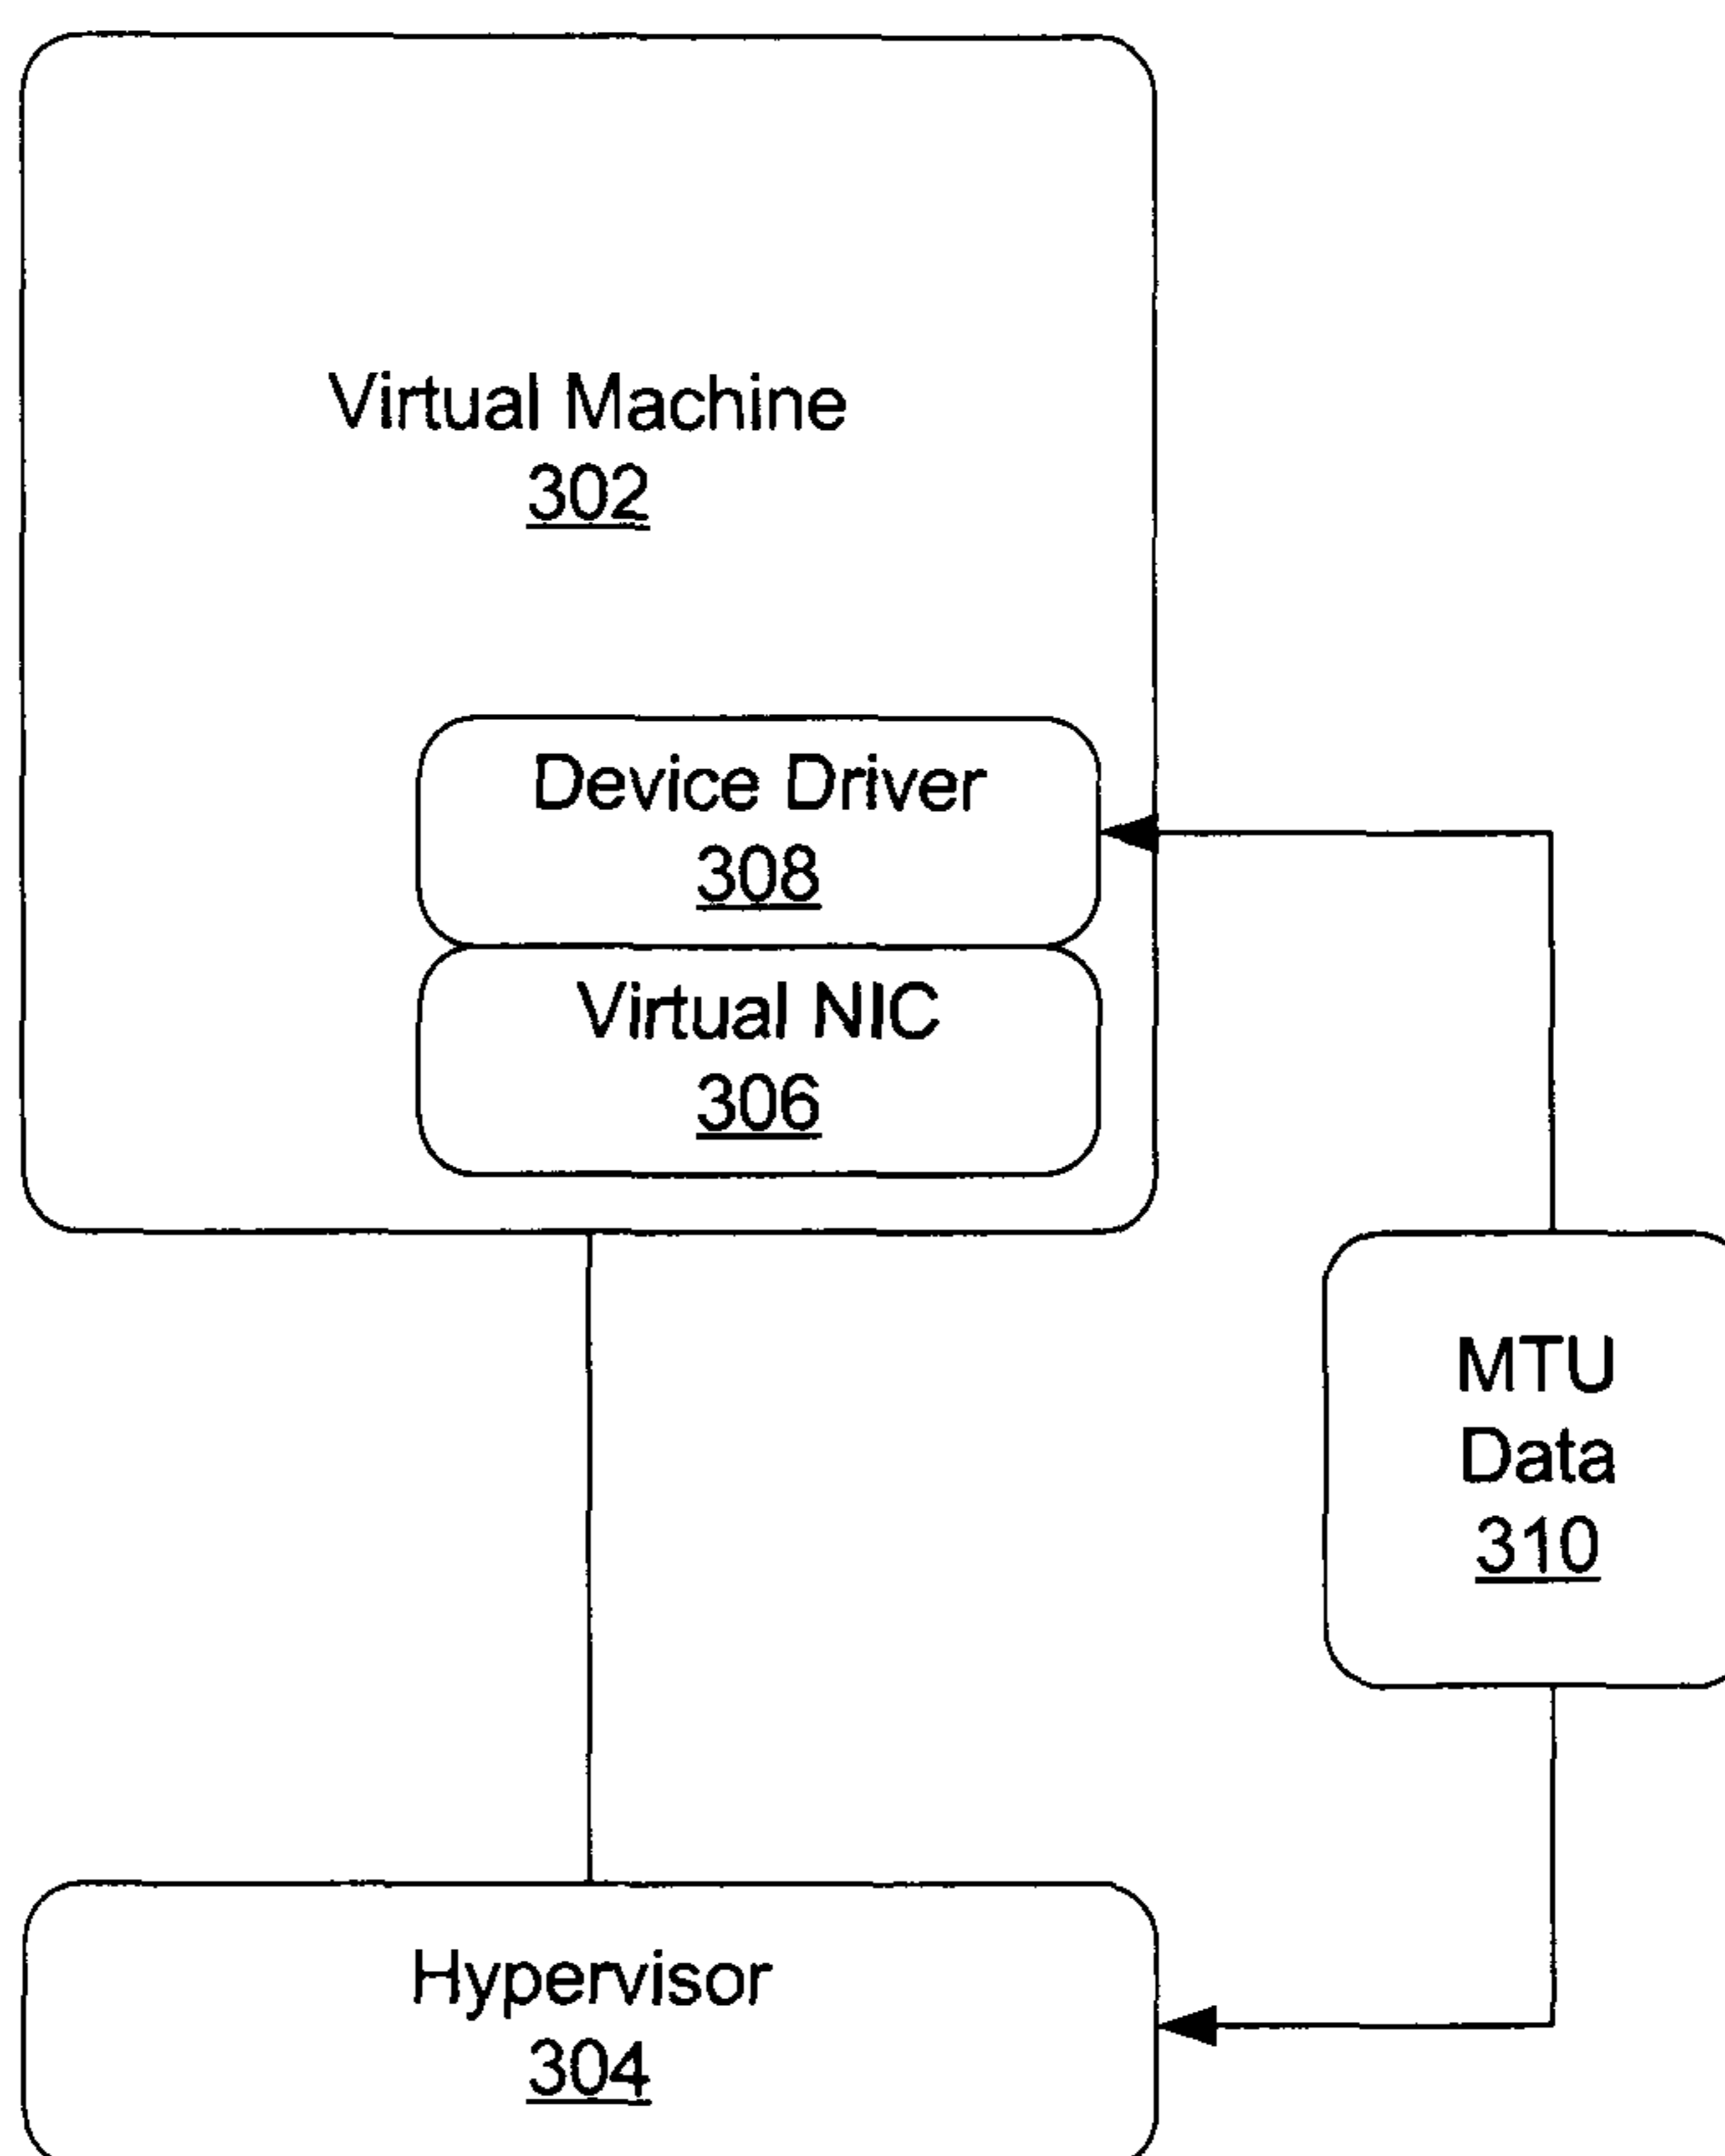 Virtual Machine
302
Device Driver
308
Virtual NIC
306
MTU
Data
310
Hypervisor
304